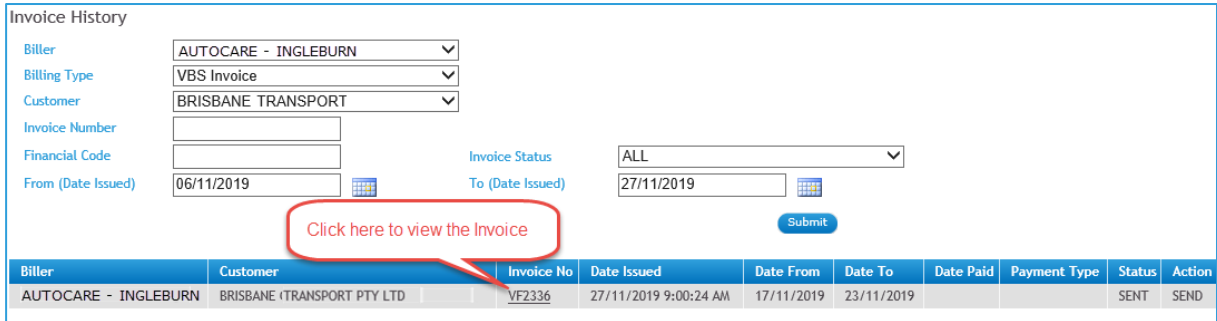 Invoice History
Biller AUTOCARE - INGLEBURN
Billing Type VBS Invoice
Customer BRISBANE TRANSPORT
Invoice Number
Financial Code Invoice Status ALL
From (Date Issued) 06/11/2019 To (Date Issued) 27/11/2019
Submit
Click here to view the Invoice
Biller Customer Invoice No Date Issued Date From Date To Date Paid Payment Type Status Action
AUTOCARE - INGLEBURN BRISBANE (TRANSPORT PTY LTD VF2336 27/11/2019 9:00:24 AM 17/11/2019 23/11/2019 SENT SEND